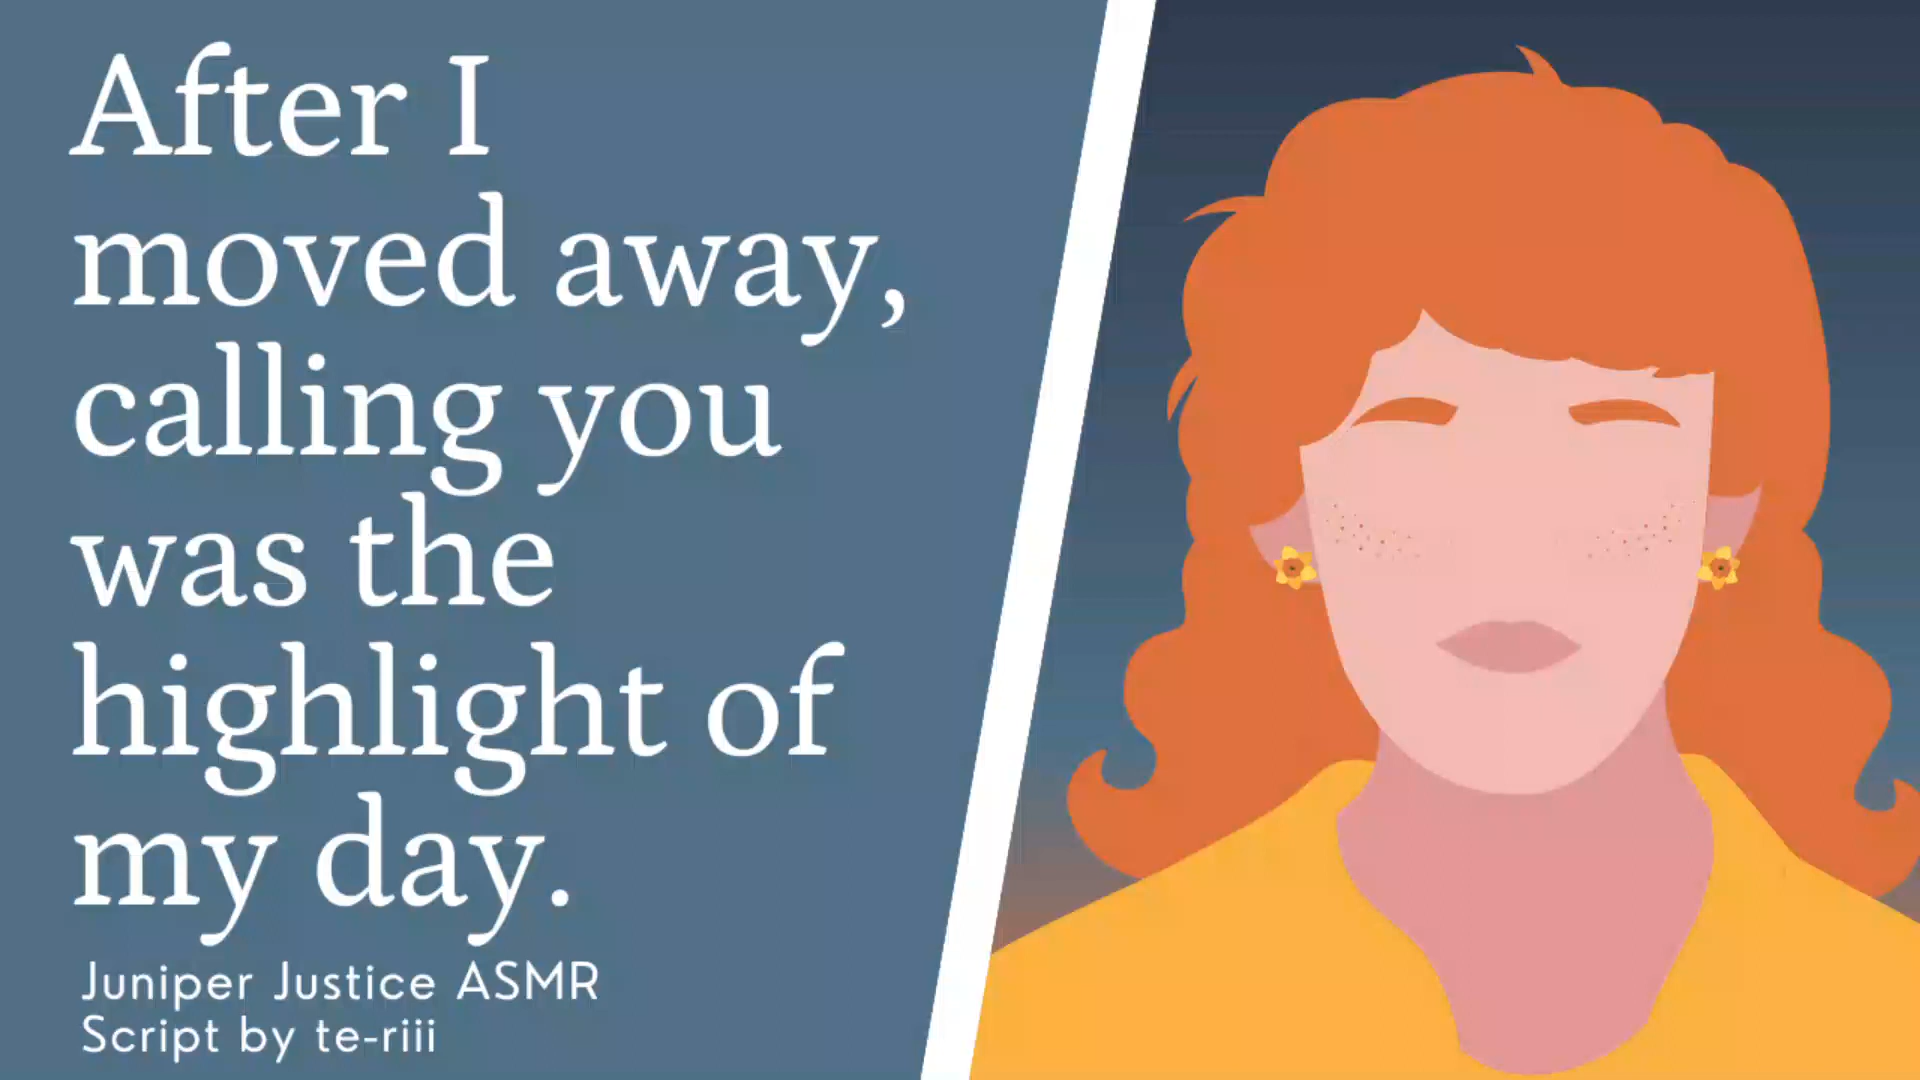 After I
moved away,
calling you
was the
highlight of
my day.
Juniper Justice ASMR
Script by te-riii